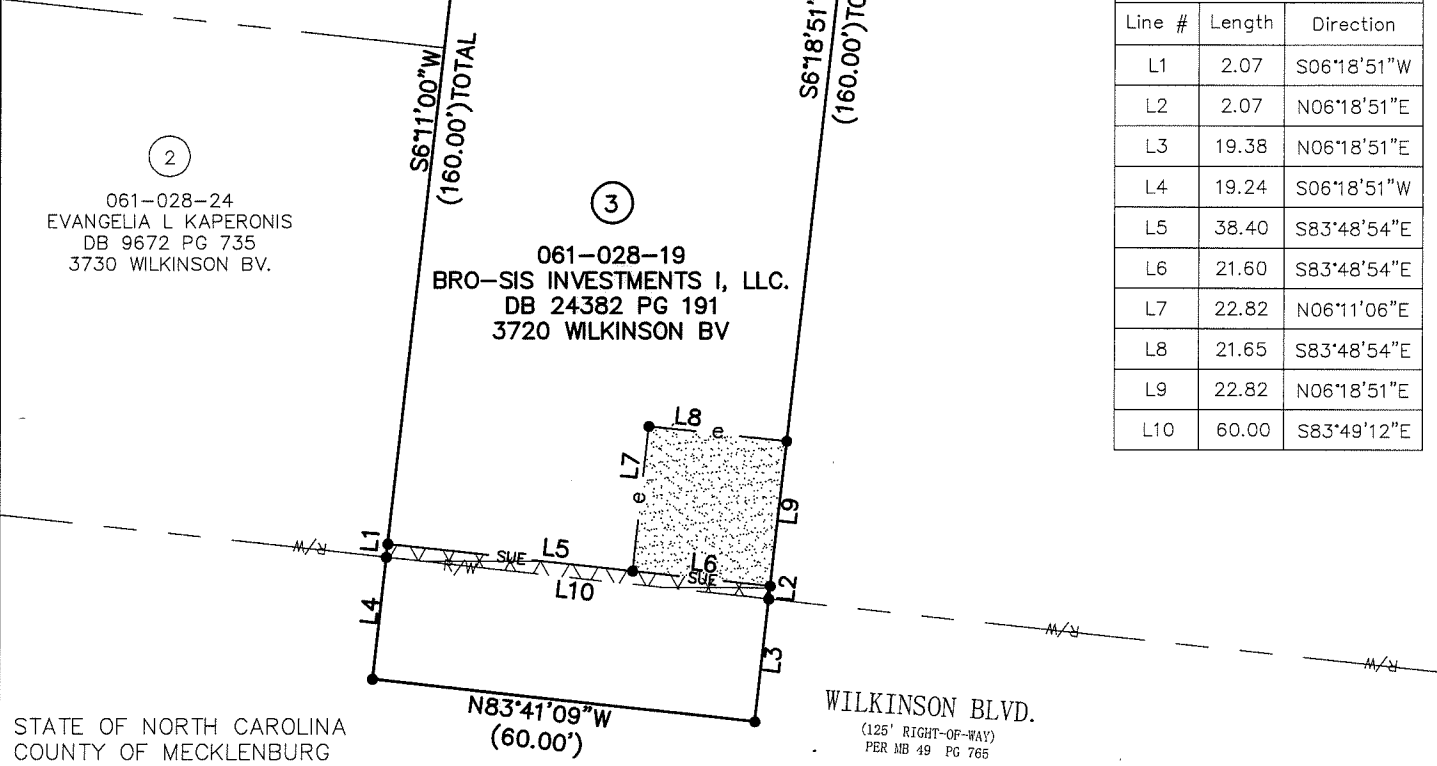 S6°11'00"W
(160.00')TOTAL
S6°18'51"
(160.00')TO
2
061-028-24
EVANGELIA L KAPERONIS
DB 9672 PG 735
3730 WILKINSON BV.
3
061-028-19
BRO-SIS INVESTMENTS I, LLC.
DB 24382 PG 191
3720 WILKINSON BV
Line # Length Direction
L1 2.07 S06°18'51"W
L2 2.07 N06°18'51"E
L3 19.38 N06°18'51"E
L4 19.24 S06°18'51"W
L5 38.40 S83°48'54"E
L6 21.60 S83°48'54"E
L7 22.82 N06°11'06"E
L8 21.65 S83°48'54"E
L9 22.82 N06°18'51"E
L10 60.00 S83°49'12"E
L8
e
L7
e
L9
R/W
L1
SUE
L5
R/W
L6
SUE
L10
L2
L4
L3
R/W
R/W
N83°41'09"W
(60.00')
WILKINSON BLVD.
(125' RIGHT-OF-WAY)
PER MB 49 PG 765
STATE OF NORTH CAROLINA
COUNTY OF MECKLENBURG